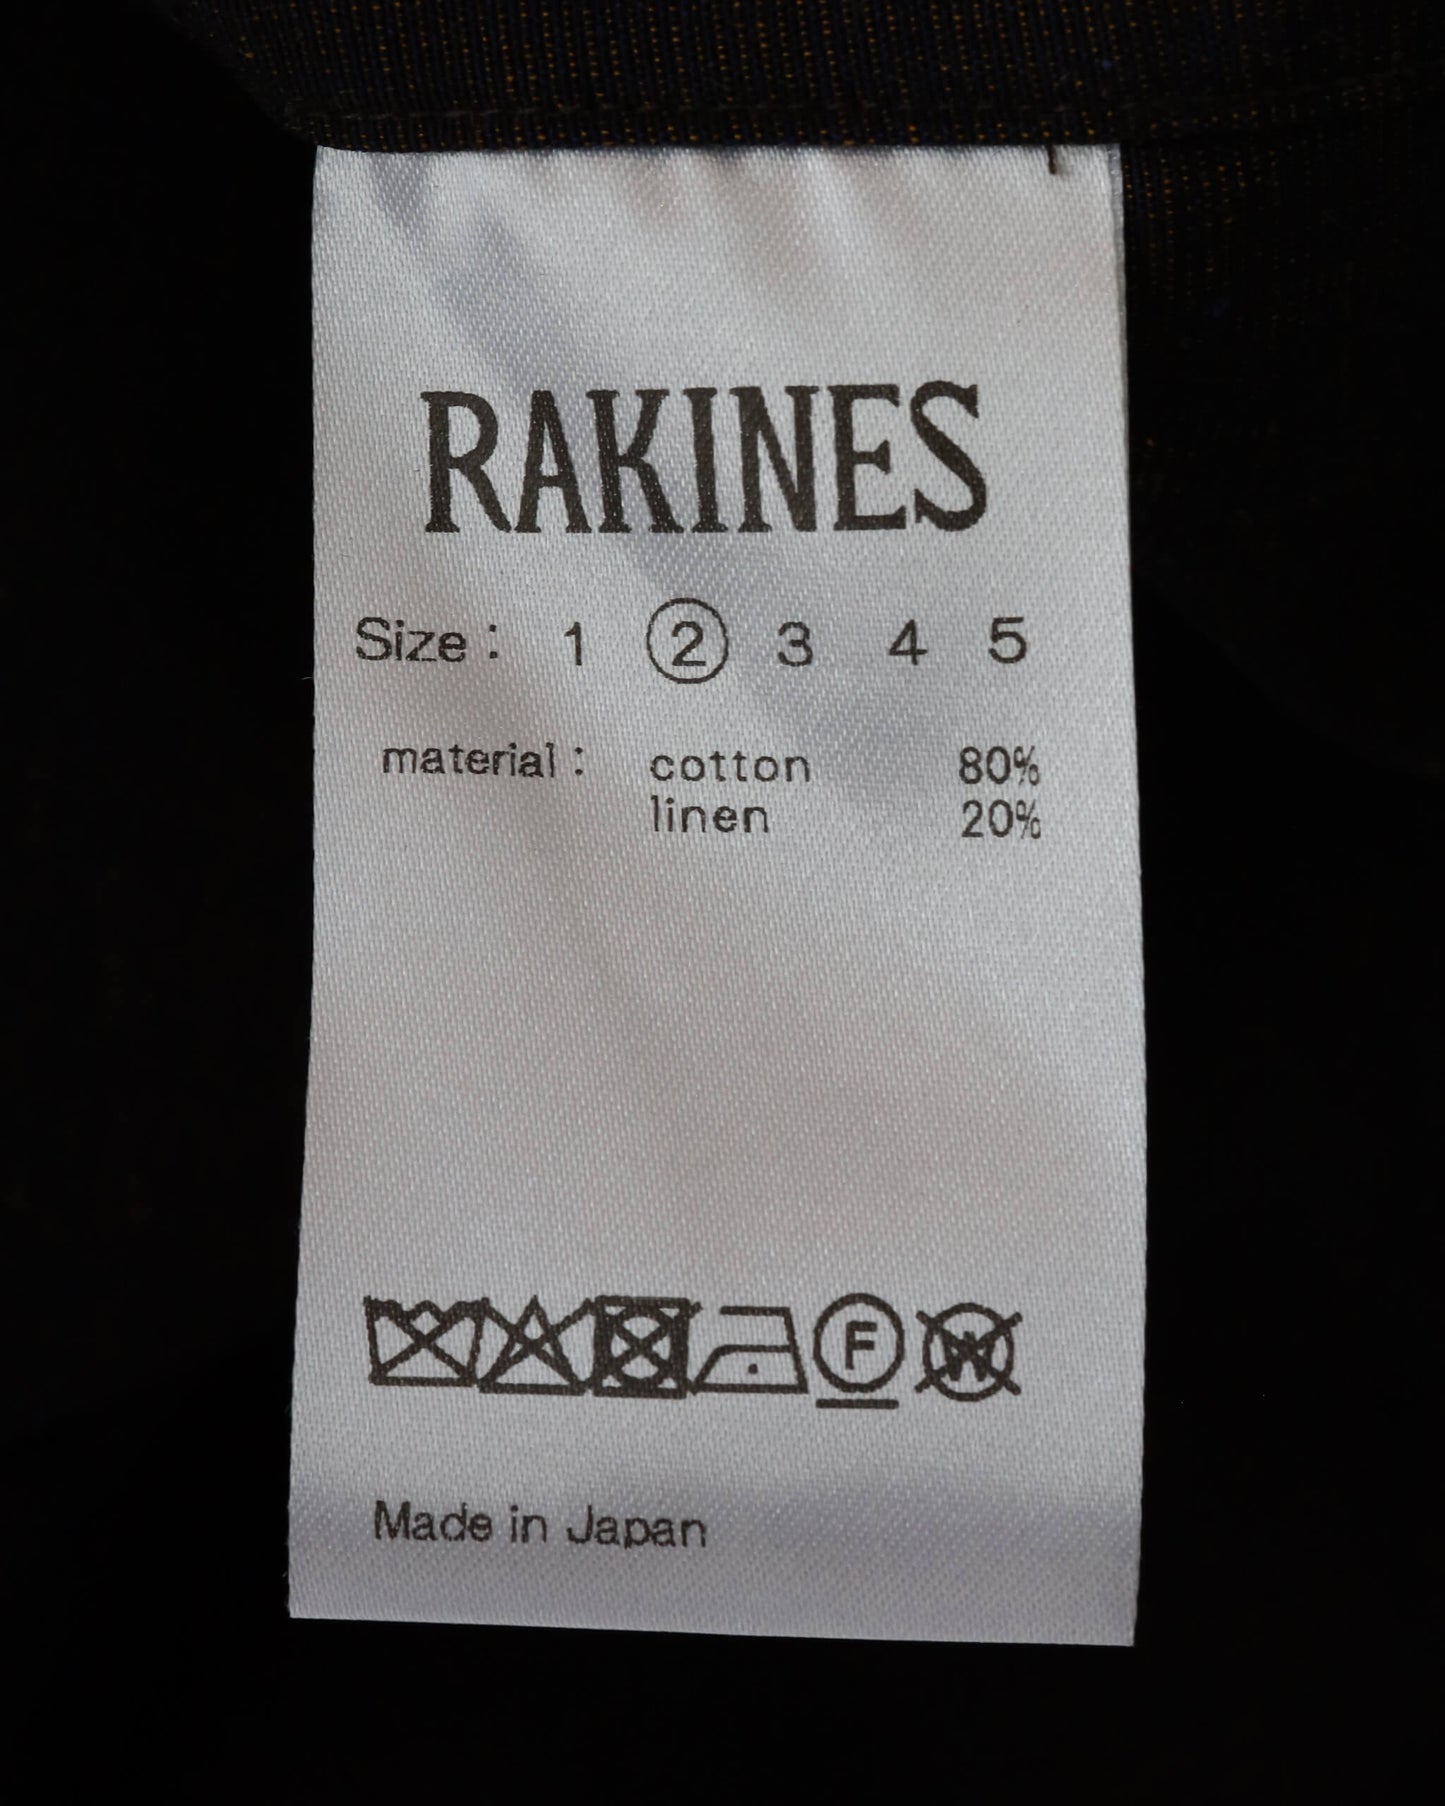 RAKINES
Size : 1 ② 3 4 5
material : cotton 80%
linen 20%
F W
Made in Japan